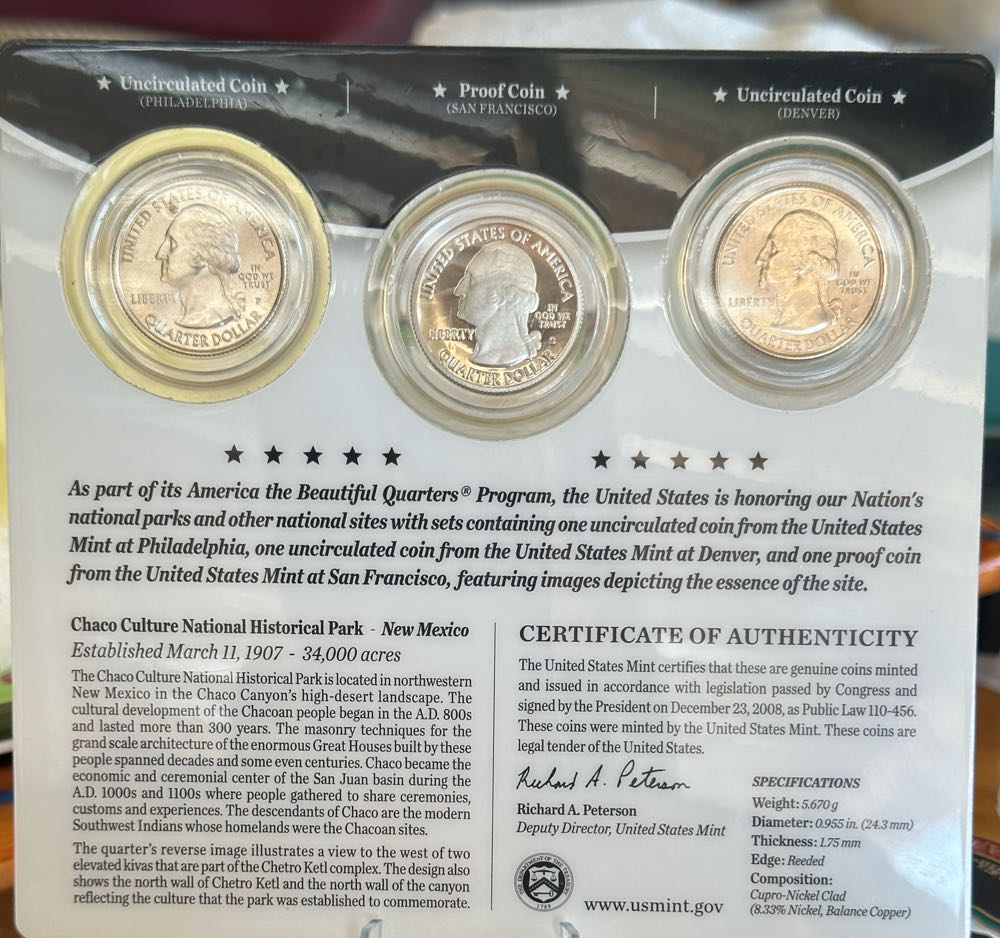 ★ Uncirculated Coin ★
(PHILADELPHIA)
★ Proof Coin ★
(SAN FRANCISCO)
★ Uncirculated Coin ★
(DENVER)
UNITED STATES OF AMERICA
LIBERTY
IN
GOD WE
TRUST
P
QUARTER DOLLAR
UNITED STATES OF AMERICA
LIBERTY
IN
GOD WE
TRUST
S
QUARTER DOLLAR
UNITED STATES OF AMERICA
LIBERTY
IN
GOD WE
TRUST
QUARTER DOLLAR
★ ★ ★ ★ ★ ★ ★ ★ ★ ★
As part of its America the Beautiful Quarters® Program, the United States is honoring our Nation's
national parks and other national sites with sets containing one uncirculated coin from the United States
Mint at Philadelphia, one uncirculated coin from the United States Mint at Denver, and one proof coin
from the United States Mint at San Francisco, featuring images depicting the essence of the site.
Chaco Culture National Historical Park - New Mexico
Established March 11, 1907 - 34,000 acres
The Chaco Culture National Historical Park is located in northwestern
New Mexico in the Chaco Canyon's high-desert landscape. The
cultural development of the Chacoan people began in the A.D. 800s
and lasted more than 300 years. The masonry techniques for the
grand scale architecture of the enormous Great Houses built by these
people spanned decades and some even centuries. Chaco became the
economic and ceremonial center of the San Juan basin during the
A.D. 1000s and 1100s where people gathered to share ceremonies,
customs and experiences. The descendants of Chaco are the modern
Southwest Indians whose homelands were the Chacoan sites.
The quarter's reverse image illustrates a view to the west of two
elevated kivas that are part of the Chetro Ketl complex. The design also
shows the north wall of Chetro Ketl and the north wall of the canyon
reflecting the culture that the park was established to commemorate.
CERTIFICATE OF AUTHENTICITY
The United States Mint certifies that these are genuine coins minted
and issued in accordance with legislation passed by Congress and
signed by the President on December 23, 2008, as Public Law 110-456.
These coins were minted by the United States Mint. These coins are
legal tender of the United States.
Richard A. Peterson
Richard A. Peterson
Deputy Director, United States Mint
THE DEPARTMENT OF THE TREASURY
1789
www.usmint.gov
SPECIFICATIONS
Weight: 5.670 g
Diameter: 0.955 in. (24.3 mm)
Thickness: 1.75 mm
Edge: Reeded
Composition:
Cupro-Nickel Clad
(8.33% Nickel, Balance Copper)